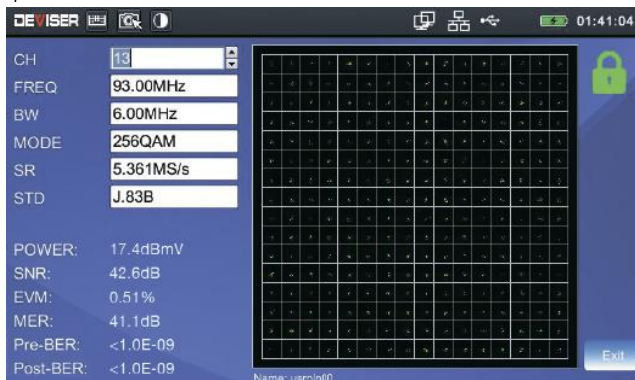 DEVISER
01:41:04
CH 13
FREQ 93.00MHz
BW 6.00MHz
MODE 256QAM
SR 5.361MS/s
STD J.83B
POWER: 17.4dBmV
SNR: 42.6dB
EVM: 0.51%
MER: 41.1dB
Pre-BER: <1.0E-09
Post-BER: <1.0E-09
Exit